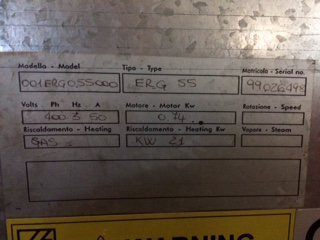 Modello - Model Tipo - Type Matricola - Serial no.
001ERG055000 ERG 55 99026495
Volts Ph Hz A Motore - Motor Kw Rotazione - Speed
400 3 50 0.74
Riscaldamento - Heating Riscaldamento - Heating Kw Vapore - Steam
GAS KW 21
WARNING